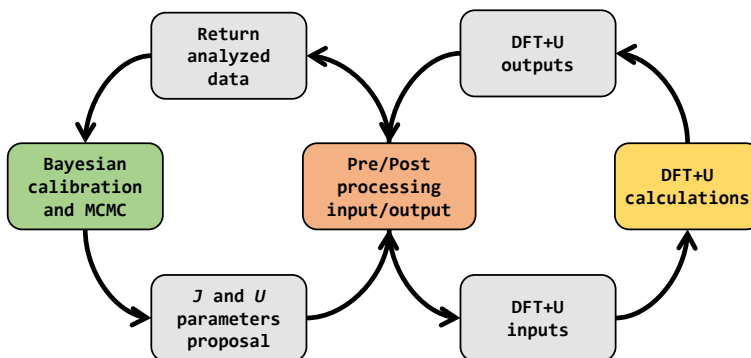 Return
analyzed
data
DFT+U
outputs
Bayesian
calibration
and MCMC
Pre/Post
processing
input/output
DFT+U
calculations
J and U
parameters
proposal
DFT+U
inputs